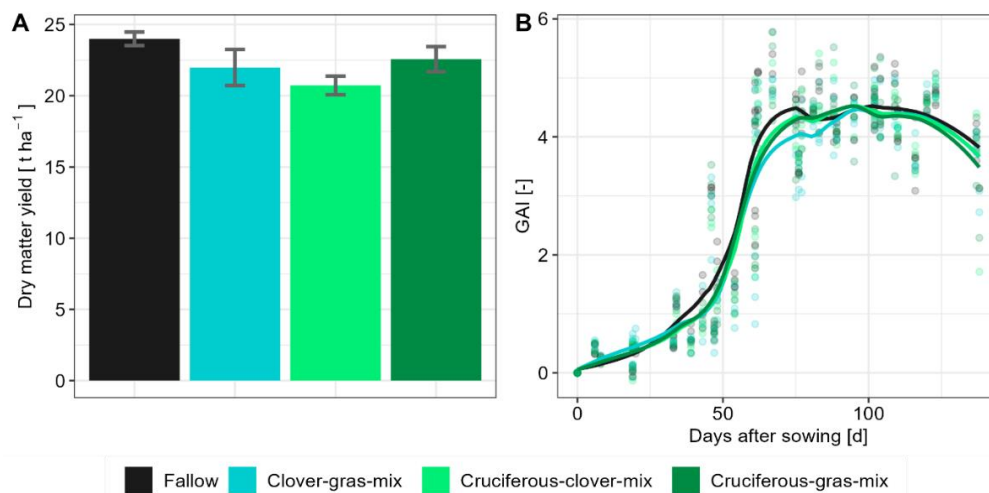 A
Dry matter yield [ t ha⁻¹ ]
25
20
15
10
5
0
B
GAI [-]
6
4
2
0
0 50 100
Days after sowing [d]
Fallow Clover-gras-mix Cruciferous-clover-mix Cruciferous-gras-mix